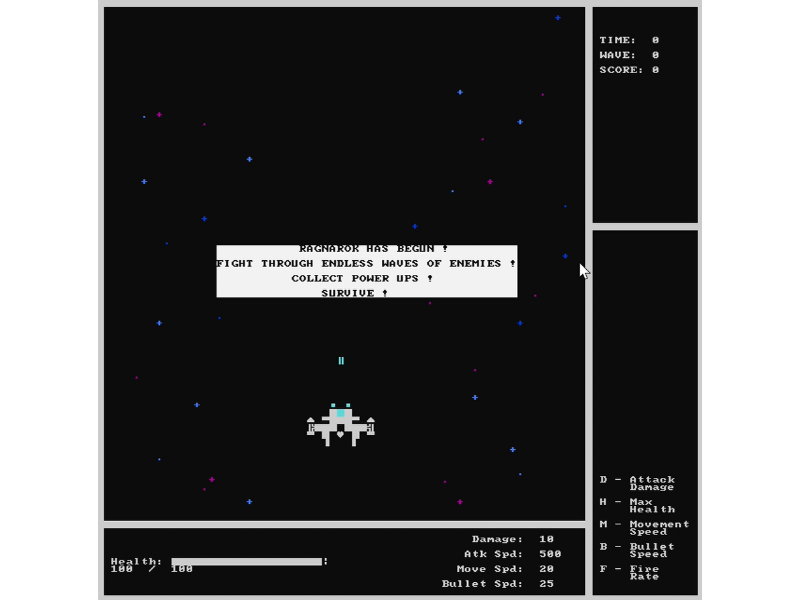 TIME: 0
WAVE: 0
SCORE: 0
RAGNAROK HAS BEGUN !
FIGHT THROUGH ENDLESS WAVES OF ENEMIES !
COLLECT POWER UPS !
SURVIVE !
D - Attack
Damage
H - Max
Health
M - Movement
Speed
B - Bullet
Speed
F - Fire
Rate
Health:
100 / 100
Damage: 10
Atk Spd: 500
Move Spd: 20
Bullet Spd: 25